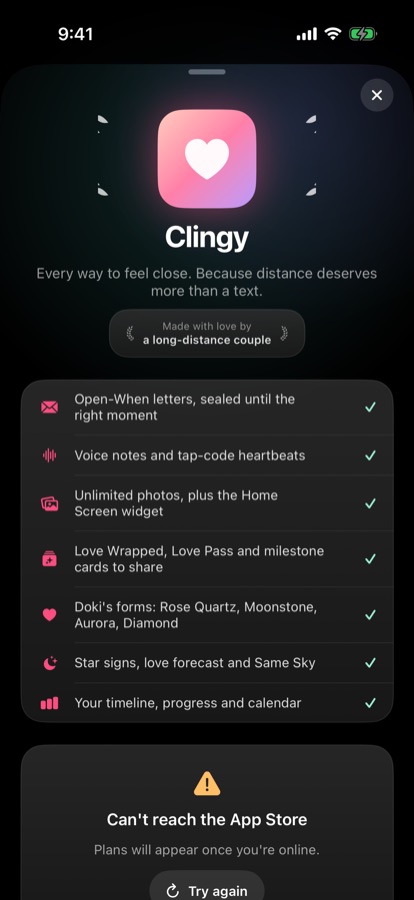 9:41
Clingy
Every way to feel close. Because distance deserves
more than a text.
Made with love by
a long-distance couple
Open-When letters, sealed until the
right moment
Voice notes and tap-code heartbeats
Unlimited photos, plus the Home
Screen widget
Love Wrapped, Love Pass and milestone
cards to share
Doki's forms: Rose Quartz, Moonstone,
Aurora, Diamond
Star signs, love forecast and Same Sky
Your timeline, progress and calendar
Can't reach the App Store
Plans will appear once you're online.
Try again